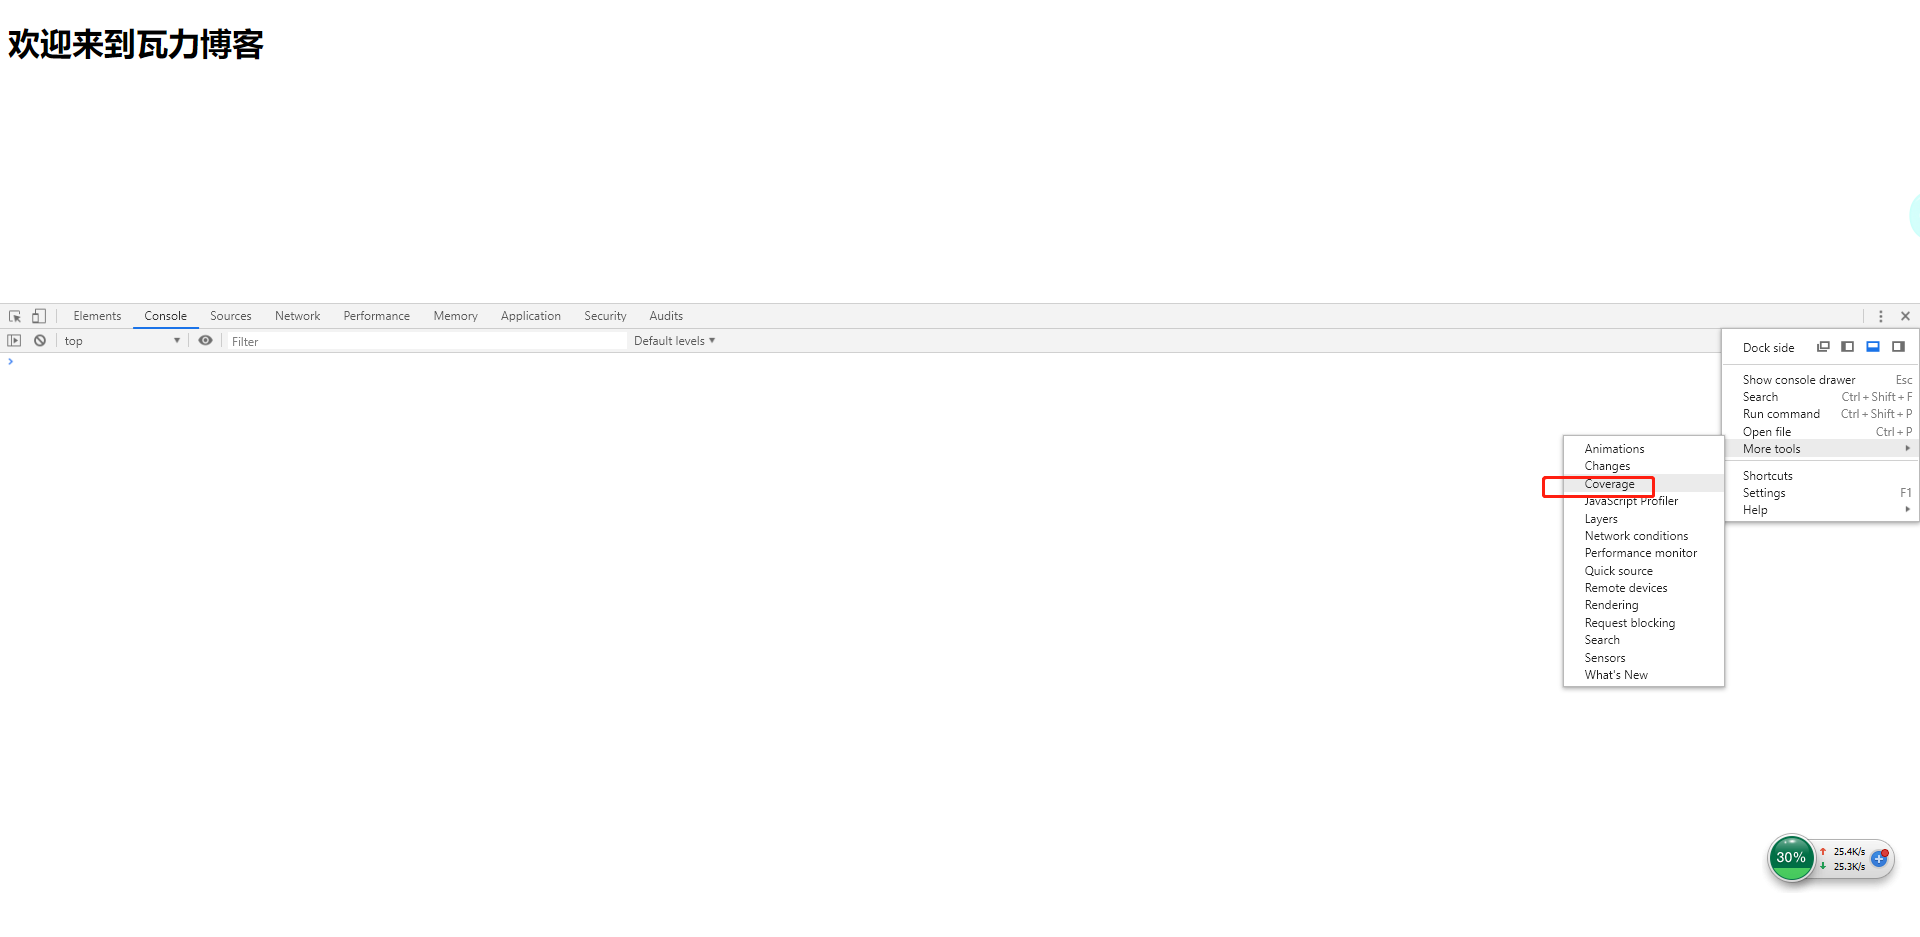 欢迎来到瓦力博客
Elements Console Sources Network Performance Memory Application Security Audits
top Filter Default levels
Dock side
Show console drawer Esc
Search Ctrl + Shift + F
Run command Ctrl + Shift + P
Open file Ctrl + P
More tools
Shortcuts
Settings F1
Help
Animations
Changes
Coverage
JavaScript Profiler
Layers
Network conditions
Performance monitor
Quick source
Remote devices
Rendering
Request blocking
Search
Sensors
What's New
30% 25.4K/s
25.3K/s